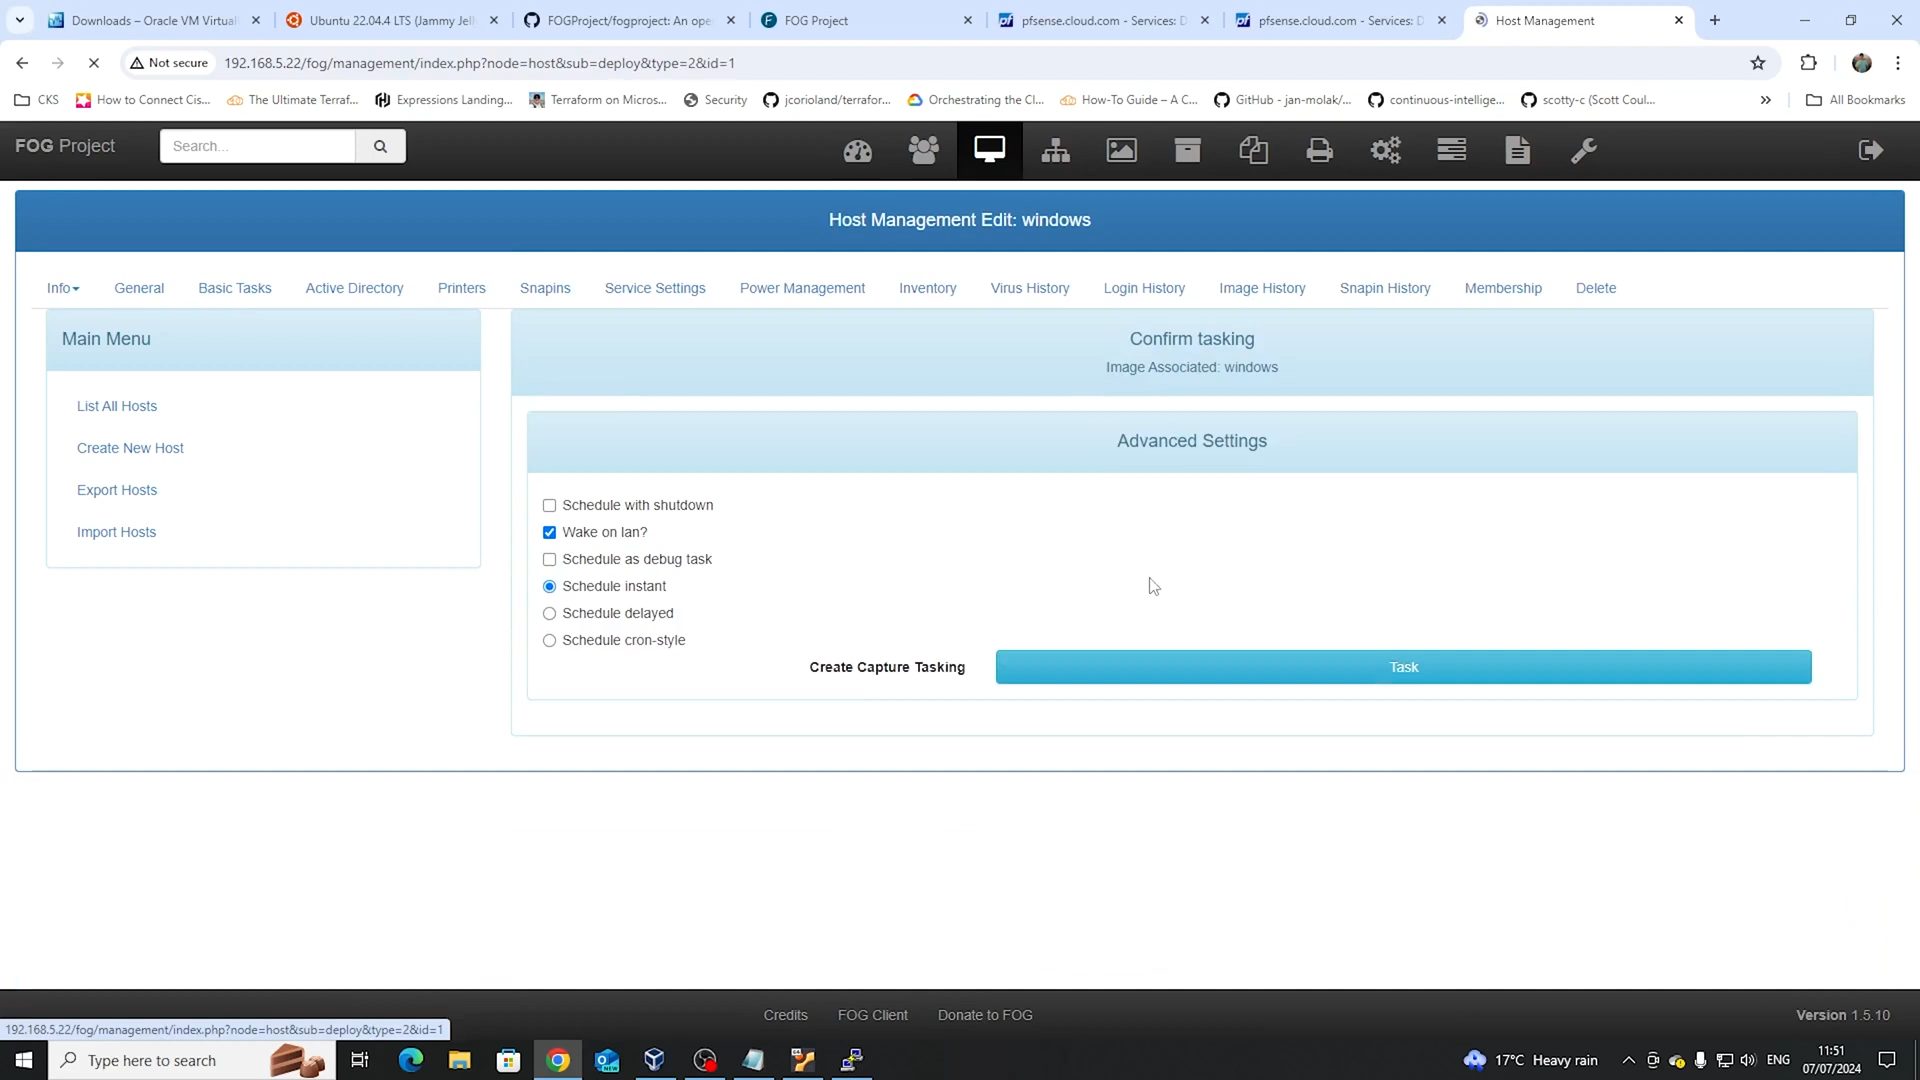 Downloads – Oracle VM Virtual
Ubuntu 22.04.4 LTS (Jammy Jell
FOGProject/fogproject: An ope
FOG Project
pfsense.cloud.com - Services: D
pfsense.cloud.com - Services: D
Host Management
Not secure
192.168.5.22/fog/management/index.php?node=host&sub=deploy&type=2&id=1
CKS
How to Connect Cis...
The Ultimate Terraf...
Expressions Landing...
Terraform on Micros...
Security
jcorioland/terrafor...
Orchestrating the Cl...
How-To Guide – A C...
GitHub - jan-molak/...
continuous-intellige...
scotty-c (Scott Coul...
All Bookmarks
FOG Project
Search...
Host Management Edit: windows
Info
General
Basic Tasks
Active Directory
Printers
Snapins
Service Settings
Power Management
Inventory
Virus History
Login History
Image History
Snapin History
Membership
Delete
Main Menu
List All Hosts
Create New Host
Export Hosts
Import Hosts
Confirm tasking
Image Associated: windows
Advanced Settings
Schedule with shutdown
Wake on lan?
Schedule as debug task
Schedule instant
Schedule delayed
Schedule cron-style
Create Capture Tasking
Task
Credits
FOG Client
Donate to FOG
Version 1.5.10
192.168.5.22/fog/management/index.php?node=host&sub=deploy&type=2&id=1
Type here to search
17°C Heavy rain
ENG
11:51
07/07/2024